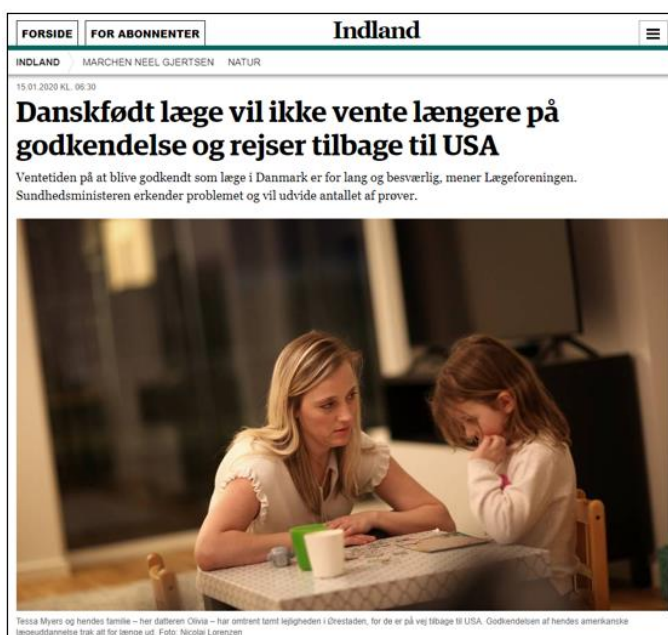 FORSIDE FOR ABONNENTER Indland
INDLAND MARCHEN NEEL GJERTSEN NATUR
15.01.2020 KL. 06:30
Danskfødt læge vil ikke vente længere på
godkendelse og rejser tilbage til USA
Ventetiden på at blive godkendt som læge i Danmark er for lang og besværlig, mener Lægeforeningen.
Sundhedsministeren erkender problemet og vil udvide antallet af prøver.
Tessa Myers og hendes familie – her datteren Olivia – har omtrent tømt lejligheden i Ørestaden, for de er på vej tilbage til USA. Godkendelsen af hendes amerikanske
lægeuddannelse trak alt for længe ud. Foto: Nicolai Lorenzen